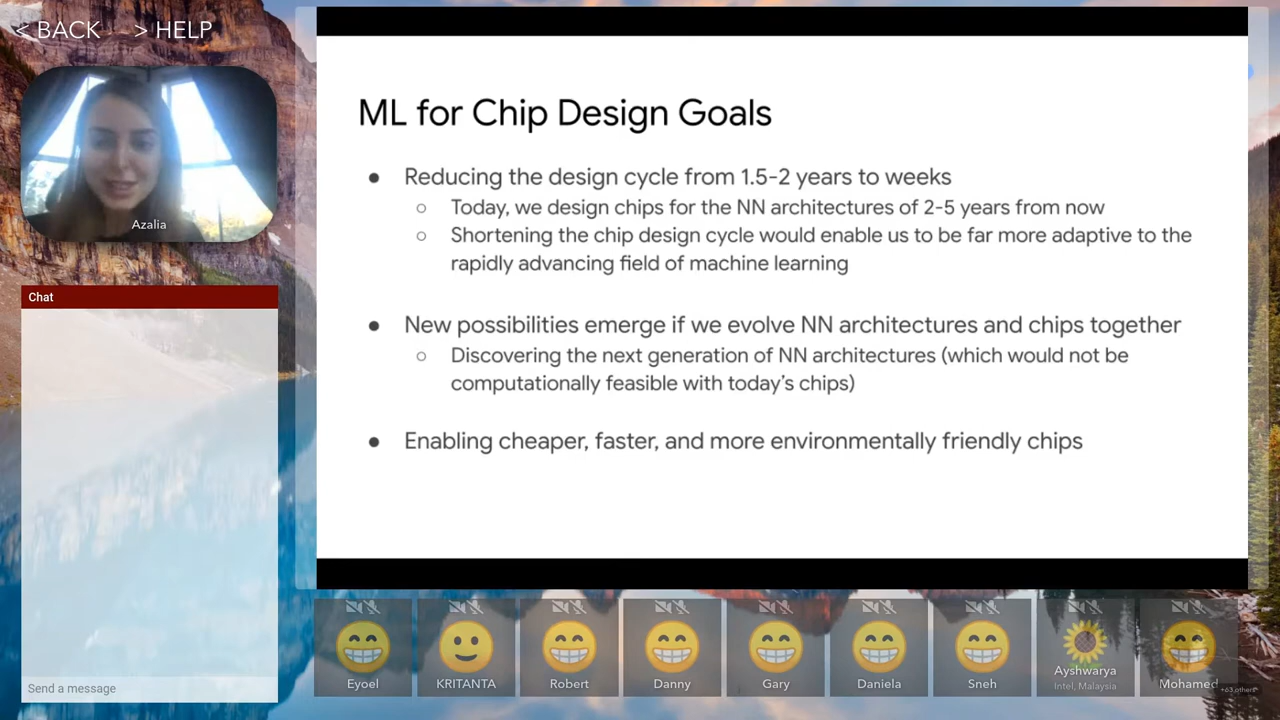 < BACK > HELP
Azalia
Chat
Send a message
ML for Chip Design Goals
● Reducing the design cycle from 1.5-2 years to weeks
○ Today, we design chips for the NN architectures of 2-5 years from now
○ Shortening the chip design cycle would enable us to be far more adaptive to the
rapidly advancing field of machine learning
● New possibilities emerge if we evolve NN architectures and chips together
○ Discovering the next generation of NN architectures (which would not be
computationally feasible with today's chips)
● Enabling cheaper, faster, and more environmentally friendly chips
Eyoel
KRITANTA
Robert
Danny
Gary
Daniela
Sneh
Ayshwarya
Intel, Malaysia
Mohamed
+63 others